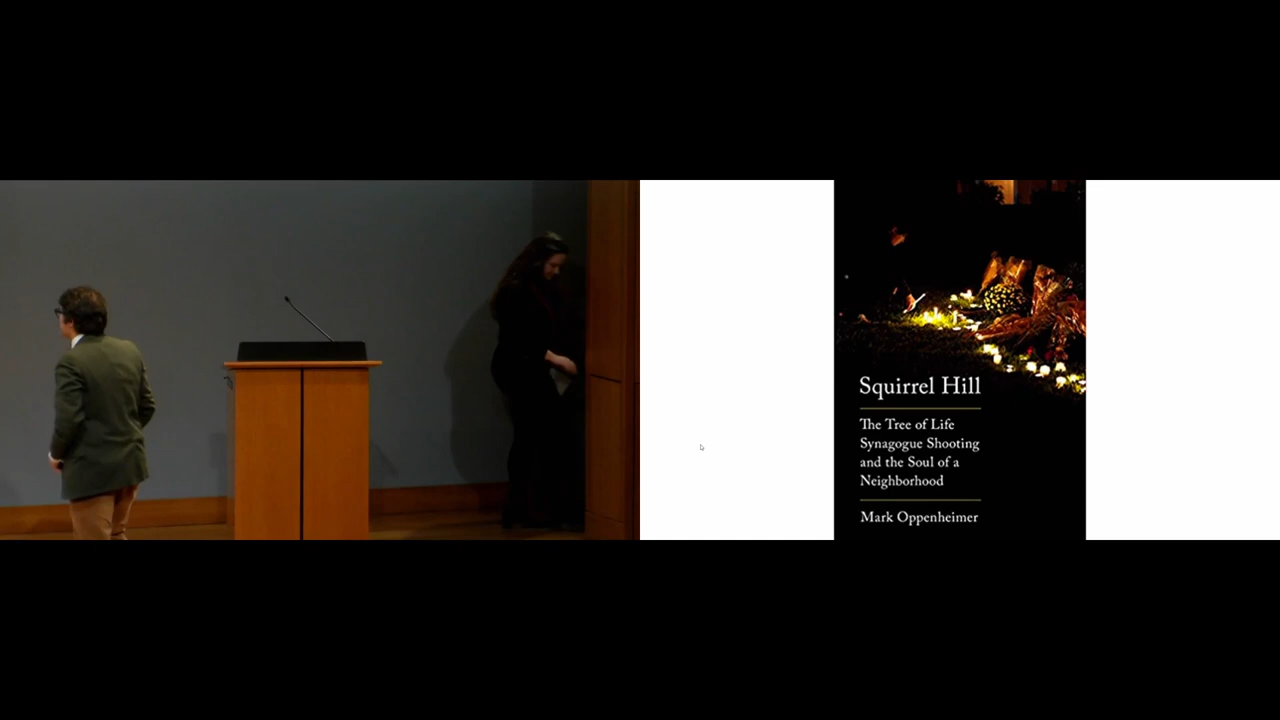 Squirrel Hill
The Tree of Life
Synagogue Shooting
and the Soul of a
Neighborhood
Mark Oppenheimer